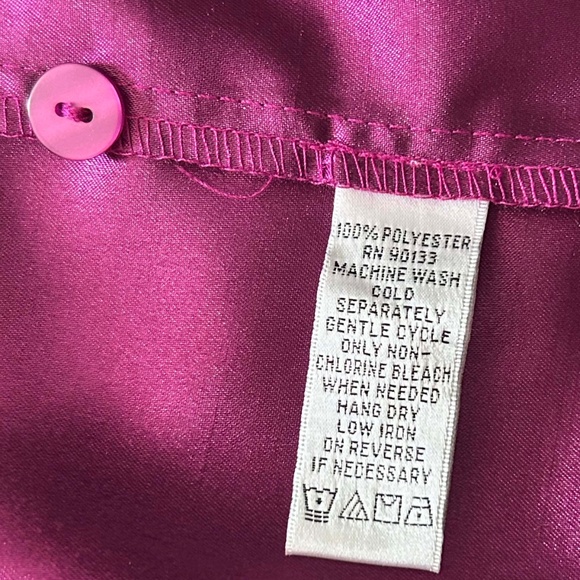 100% POLYESTER
RN 90133
MACHINE WASH
COLD
SEPARATELY
GENTLE CYCLE
ONLY NON-
CHLORINE BLEACH
WHEN NEEDED
HANG DRY
LOW IRON
ON REVERSE
IF NECESSARY